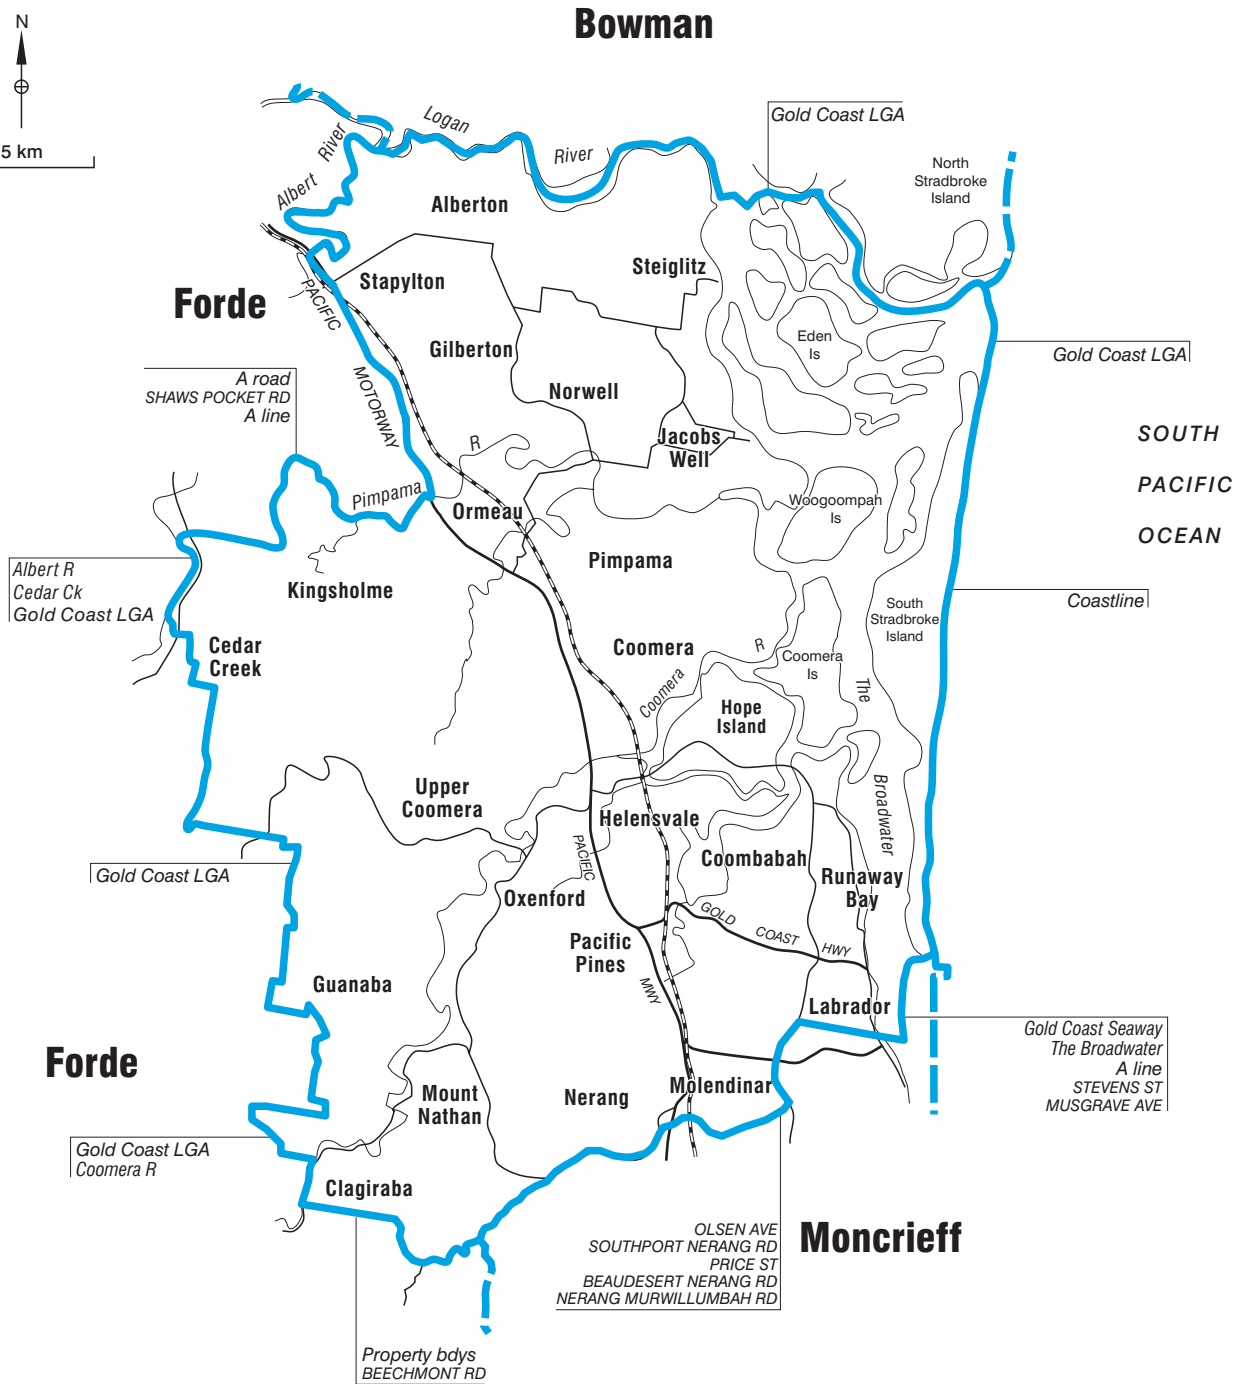 Bowman
N
5 km
Logan
River
Albert
River
Gold Coast LGA
North
Stradbroke
Island
Alberton
Steiglitz
Stapylton
Forde
PACIFIC
MOTORWAY
Gilberton
Eden
Is
Gold Coast LGA
A road
SHAWS POCKET RD
A line
Norwell
Jacobs
Well
SOUTH
PACIFIC
OCEAN
R
Pimpama
Woogoompah
Is
Ormeau
Pimpama
Albert R
Cedar Ck
Gold Coast LGA
Kingsholme
South
Stradbroke
Island
Coastline
Cedar
Creek
Coomera
R
Coomera
Coomera
Is
The
Broadwater
Hope
Island
Upper
Coomera
Helensvale
PACIFIC
Coombabah
Runaway
Bay
Gold Coast LGA
Oxenford
GOLD
COAST
HWY
Pacific
Pines
MWY
Guanaba
Labrador
Gold Coast Seaway
The Broadwater
A line
STEVENS ST
MUSGRAVE AVE
Forde
Mount
Nathan
Nerang
Molendinar
Gold Coast LGA
Coomera R
Clagiraba
OLSEN AVE
SOUTHPORT NERANG RD
PRICE ST
BEAUDESERT NERANG RD
NERANG MURWILLUMBAH RD
Moncrieff
Property bdys
BEECHMONT RD